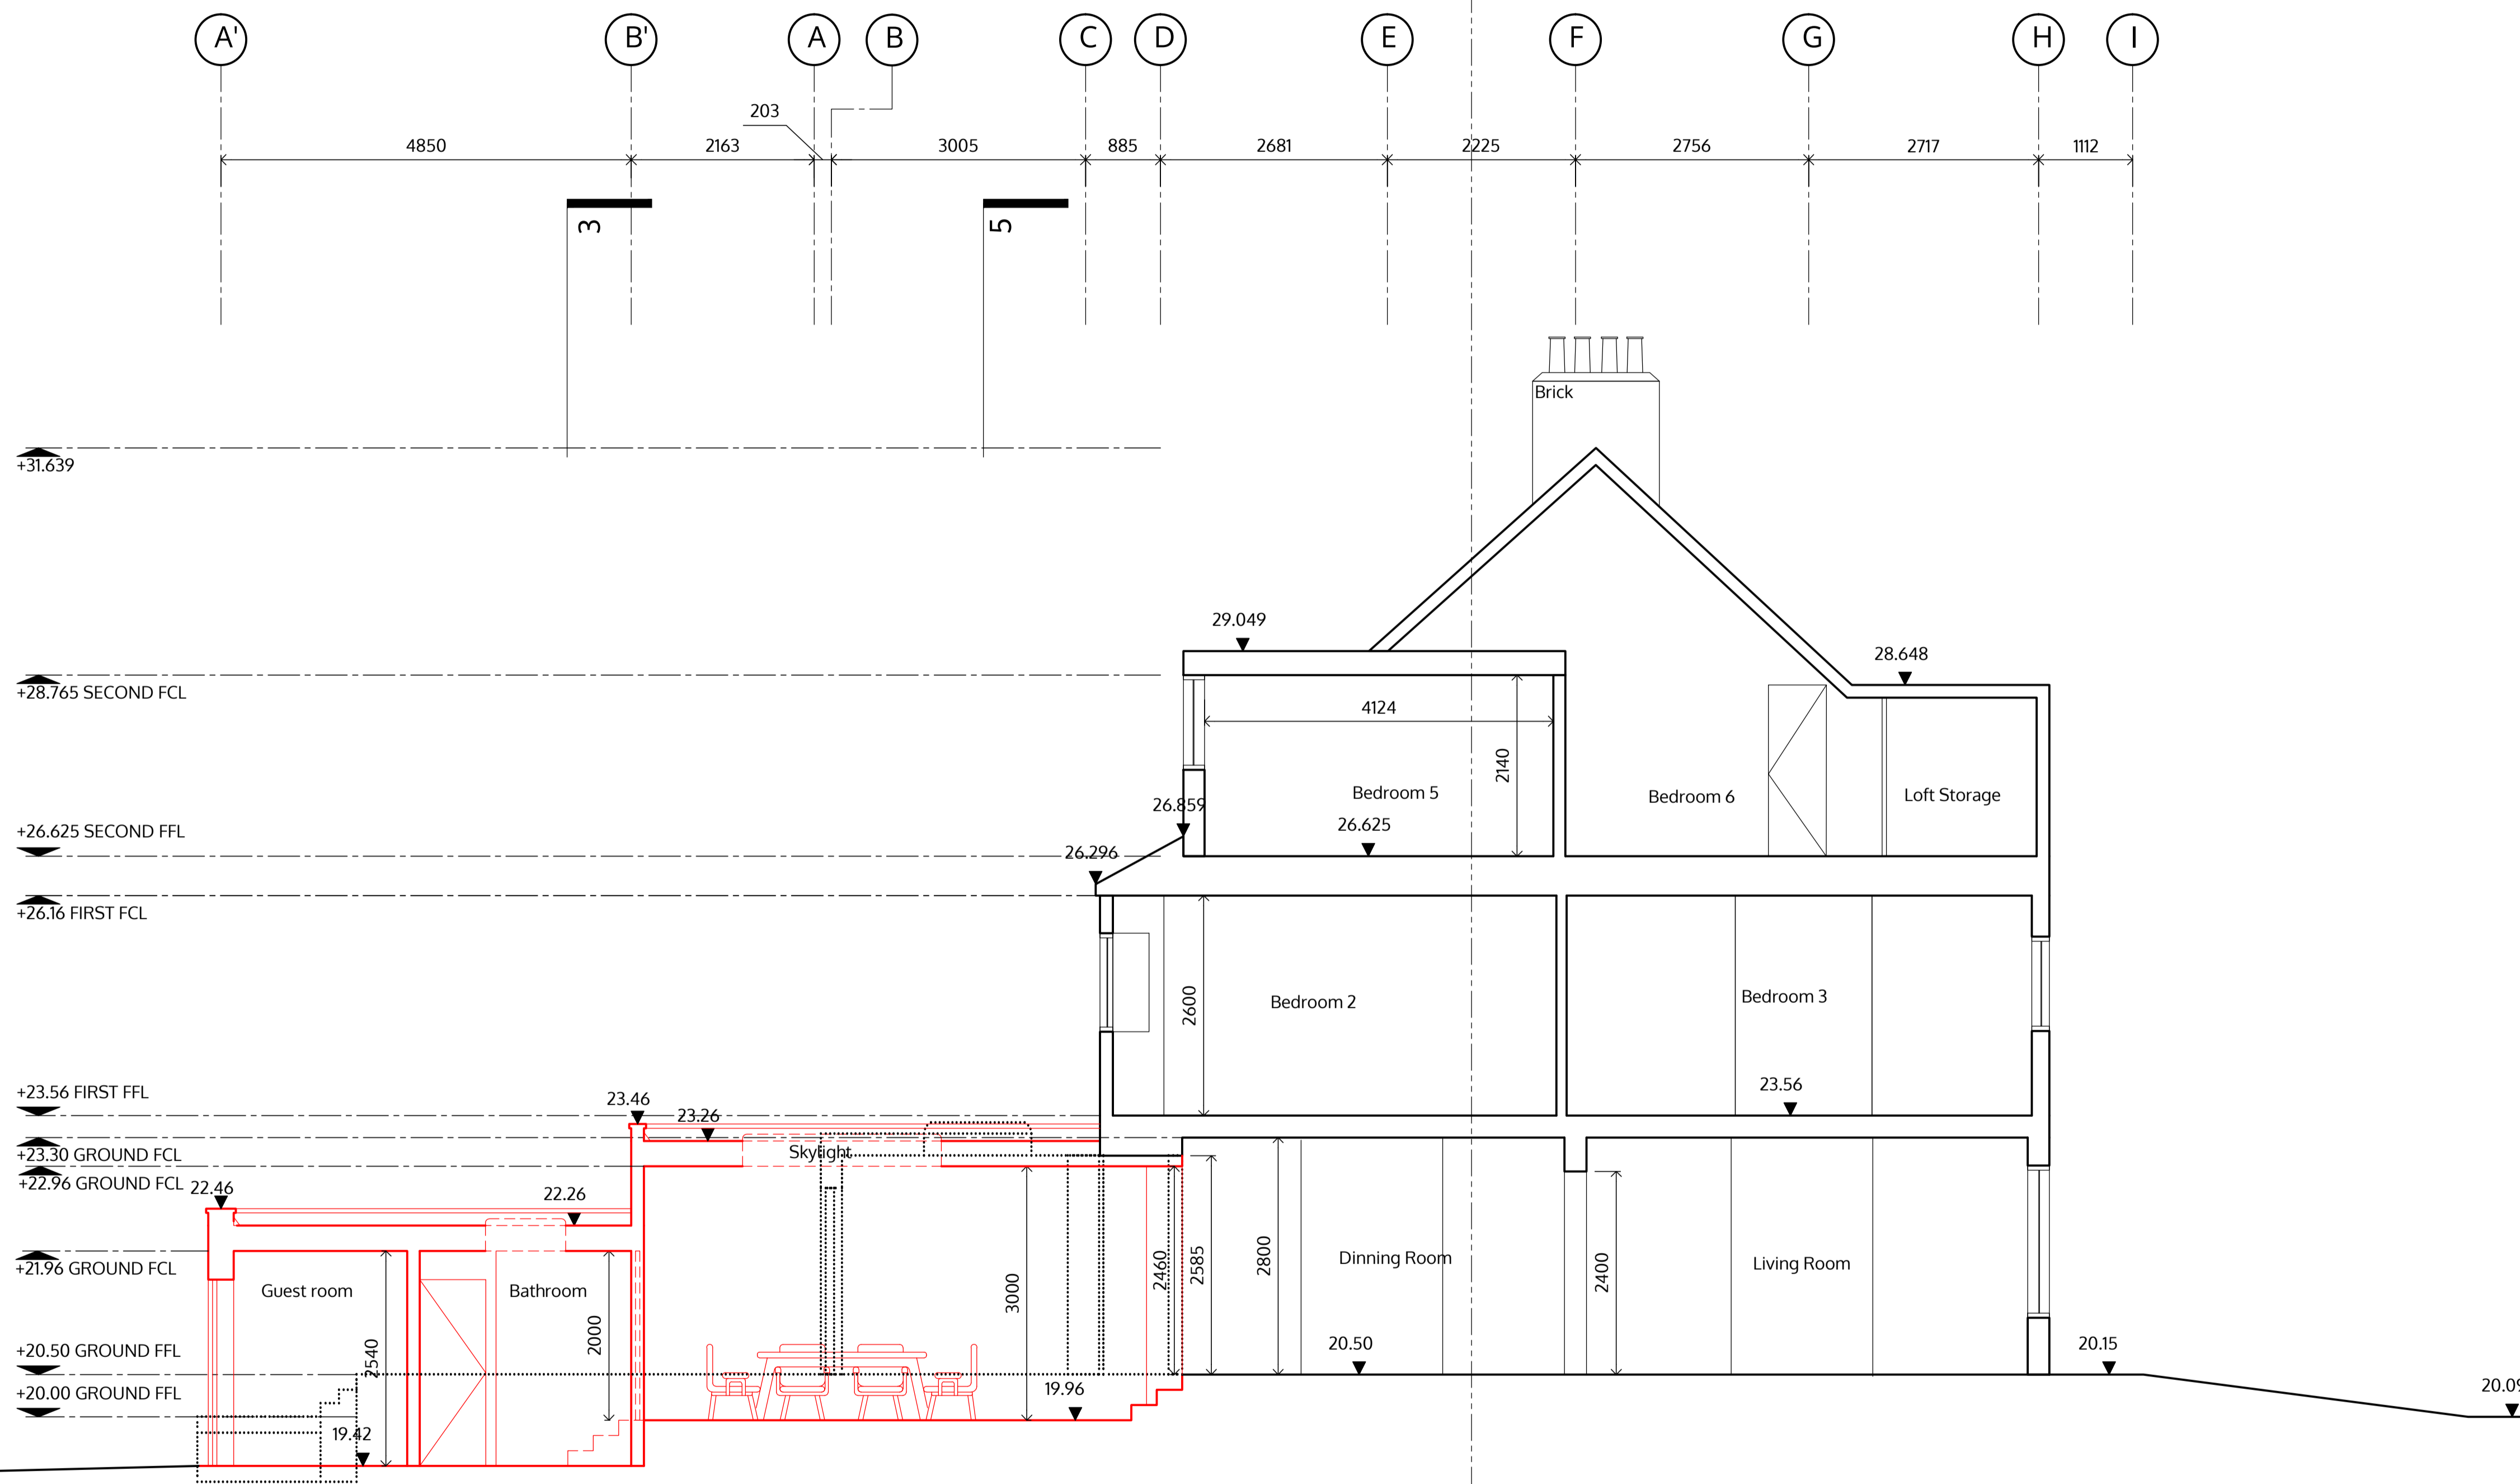 A' B' A B C D E F G H I
203
4850 2163 3005 885 2681 2225 2756 2717 1112
3 5
Brick
+31.639
29.049
28.648
+28.765 SECOND FCL
4124
2140
Bedroom 5
Bedroom 6
Loft Storage
26.859
26.625
+26.625 SECOND FFL
26.296
+26.16 FIRST FCL
2600
Bedroom 2
Bedroom 3
23.56
+23.56 FIRST FFL
23.46
23.26
+23.30 GROUND FCL
Skylight
+22.96 GROUND FCL
22.46
22.26
+21.96 GROUND FCL
Guest room
Bathroom
2540
2000
3000
2460
2585
2800
Dinning Room
2400
Living Room
+20.50 GROUND FFL
20.50
20.15
+20.00 GROUND FFL
19.96
20.09
19.42